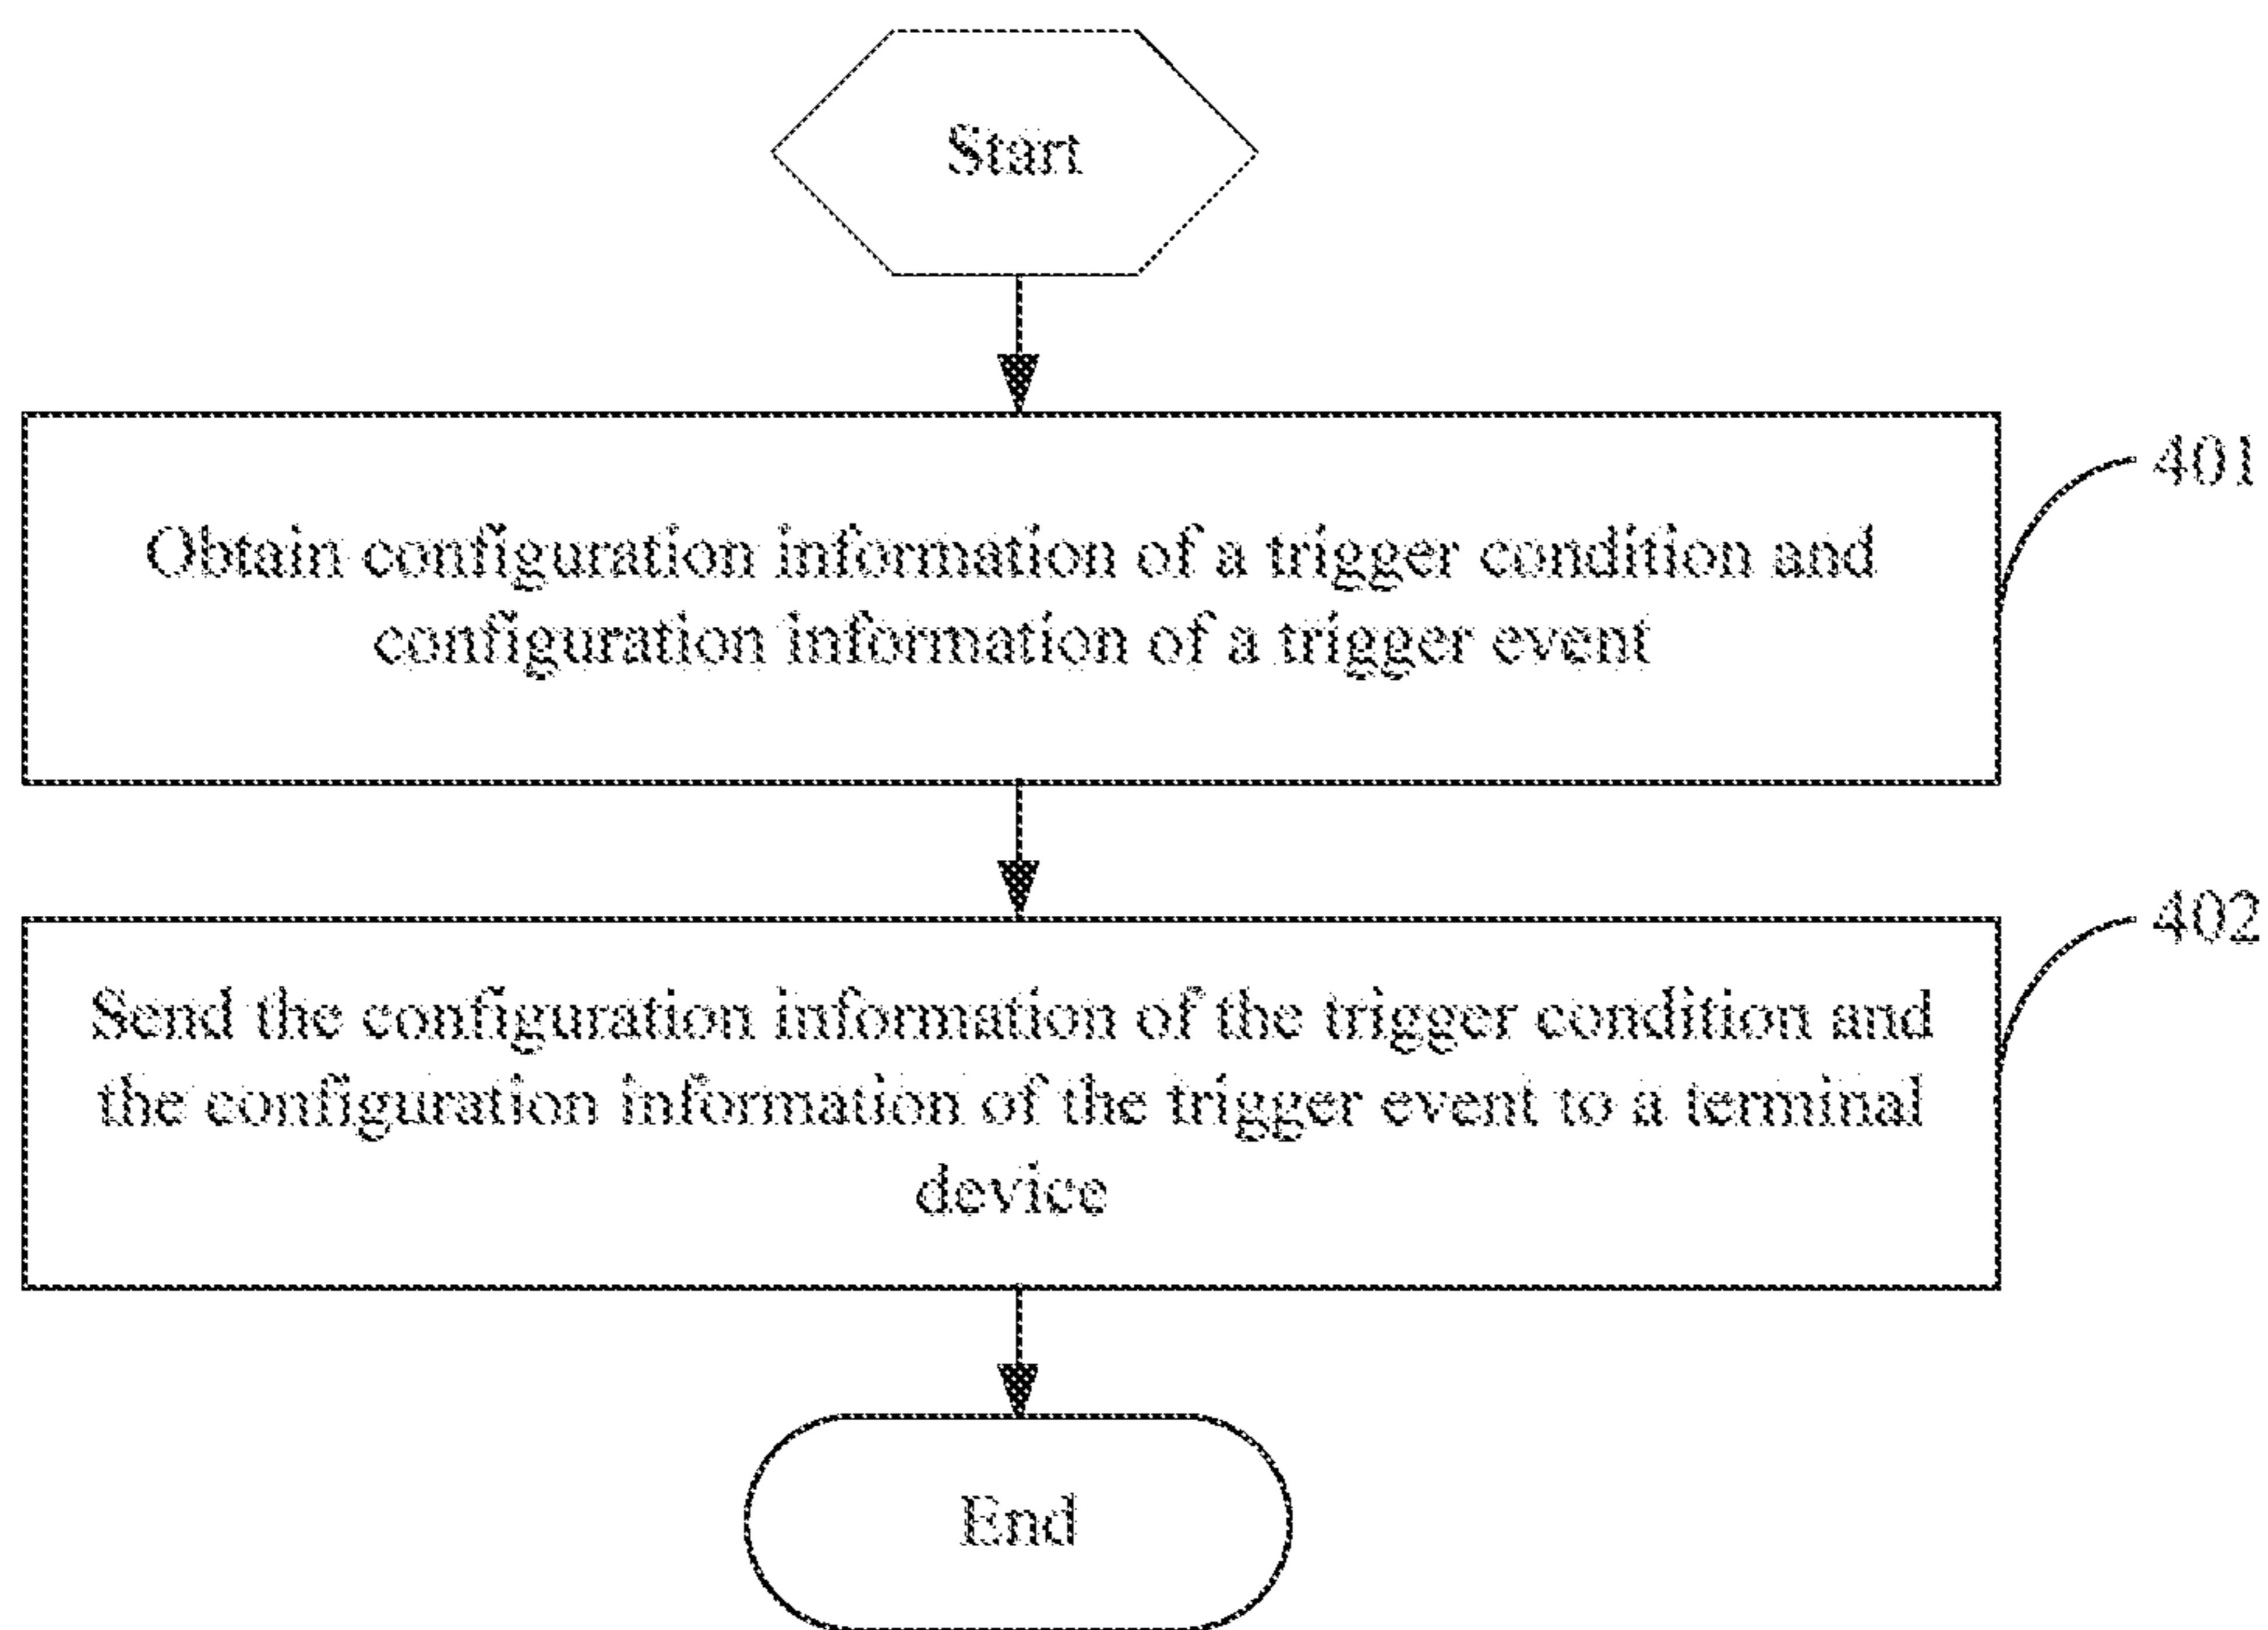 Start
401
Obtain configuration information of a trigger condition and
configuration information of a trigger event
402
Send the configuration information of the trigger condition and
the configuration information of the trigger event to a terminal
device
End